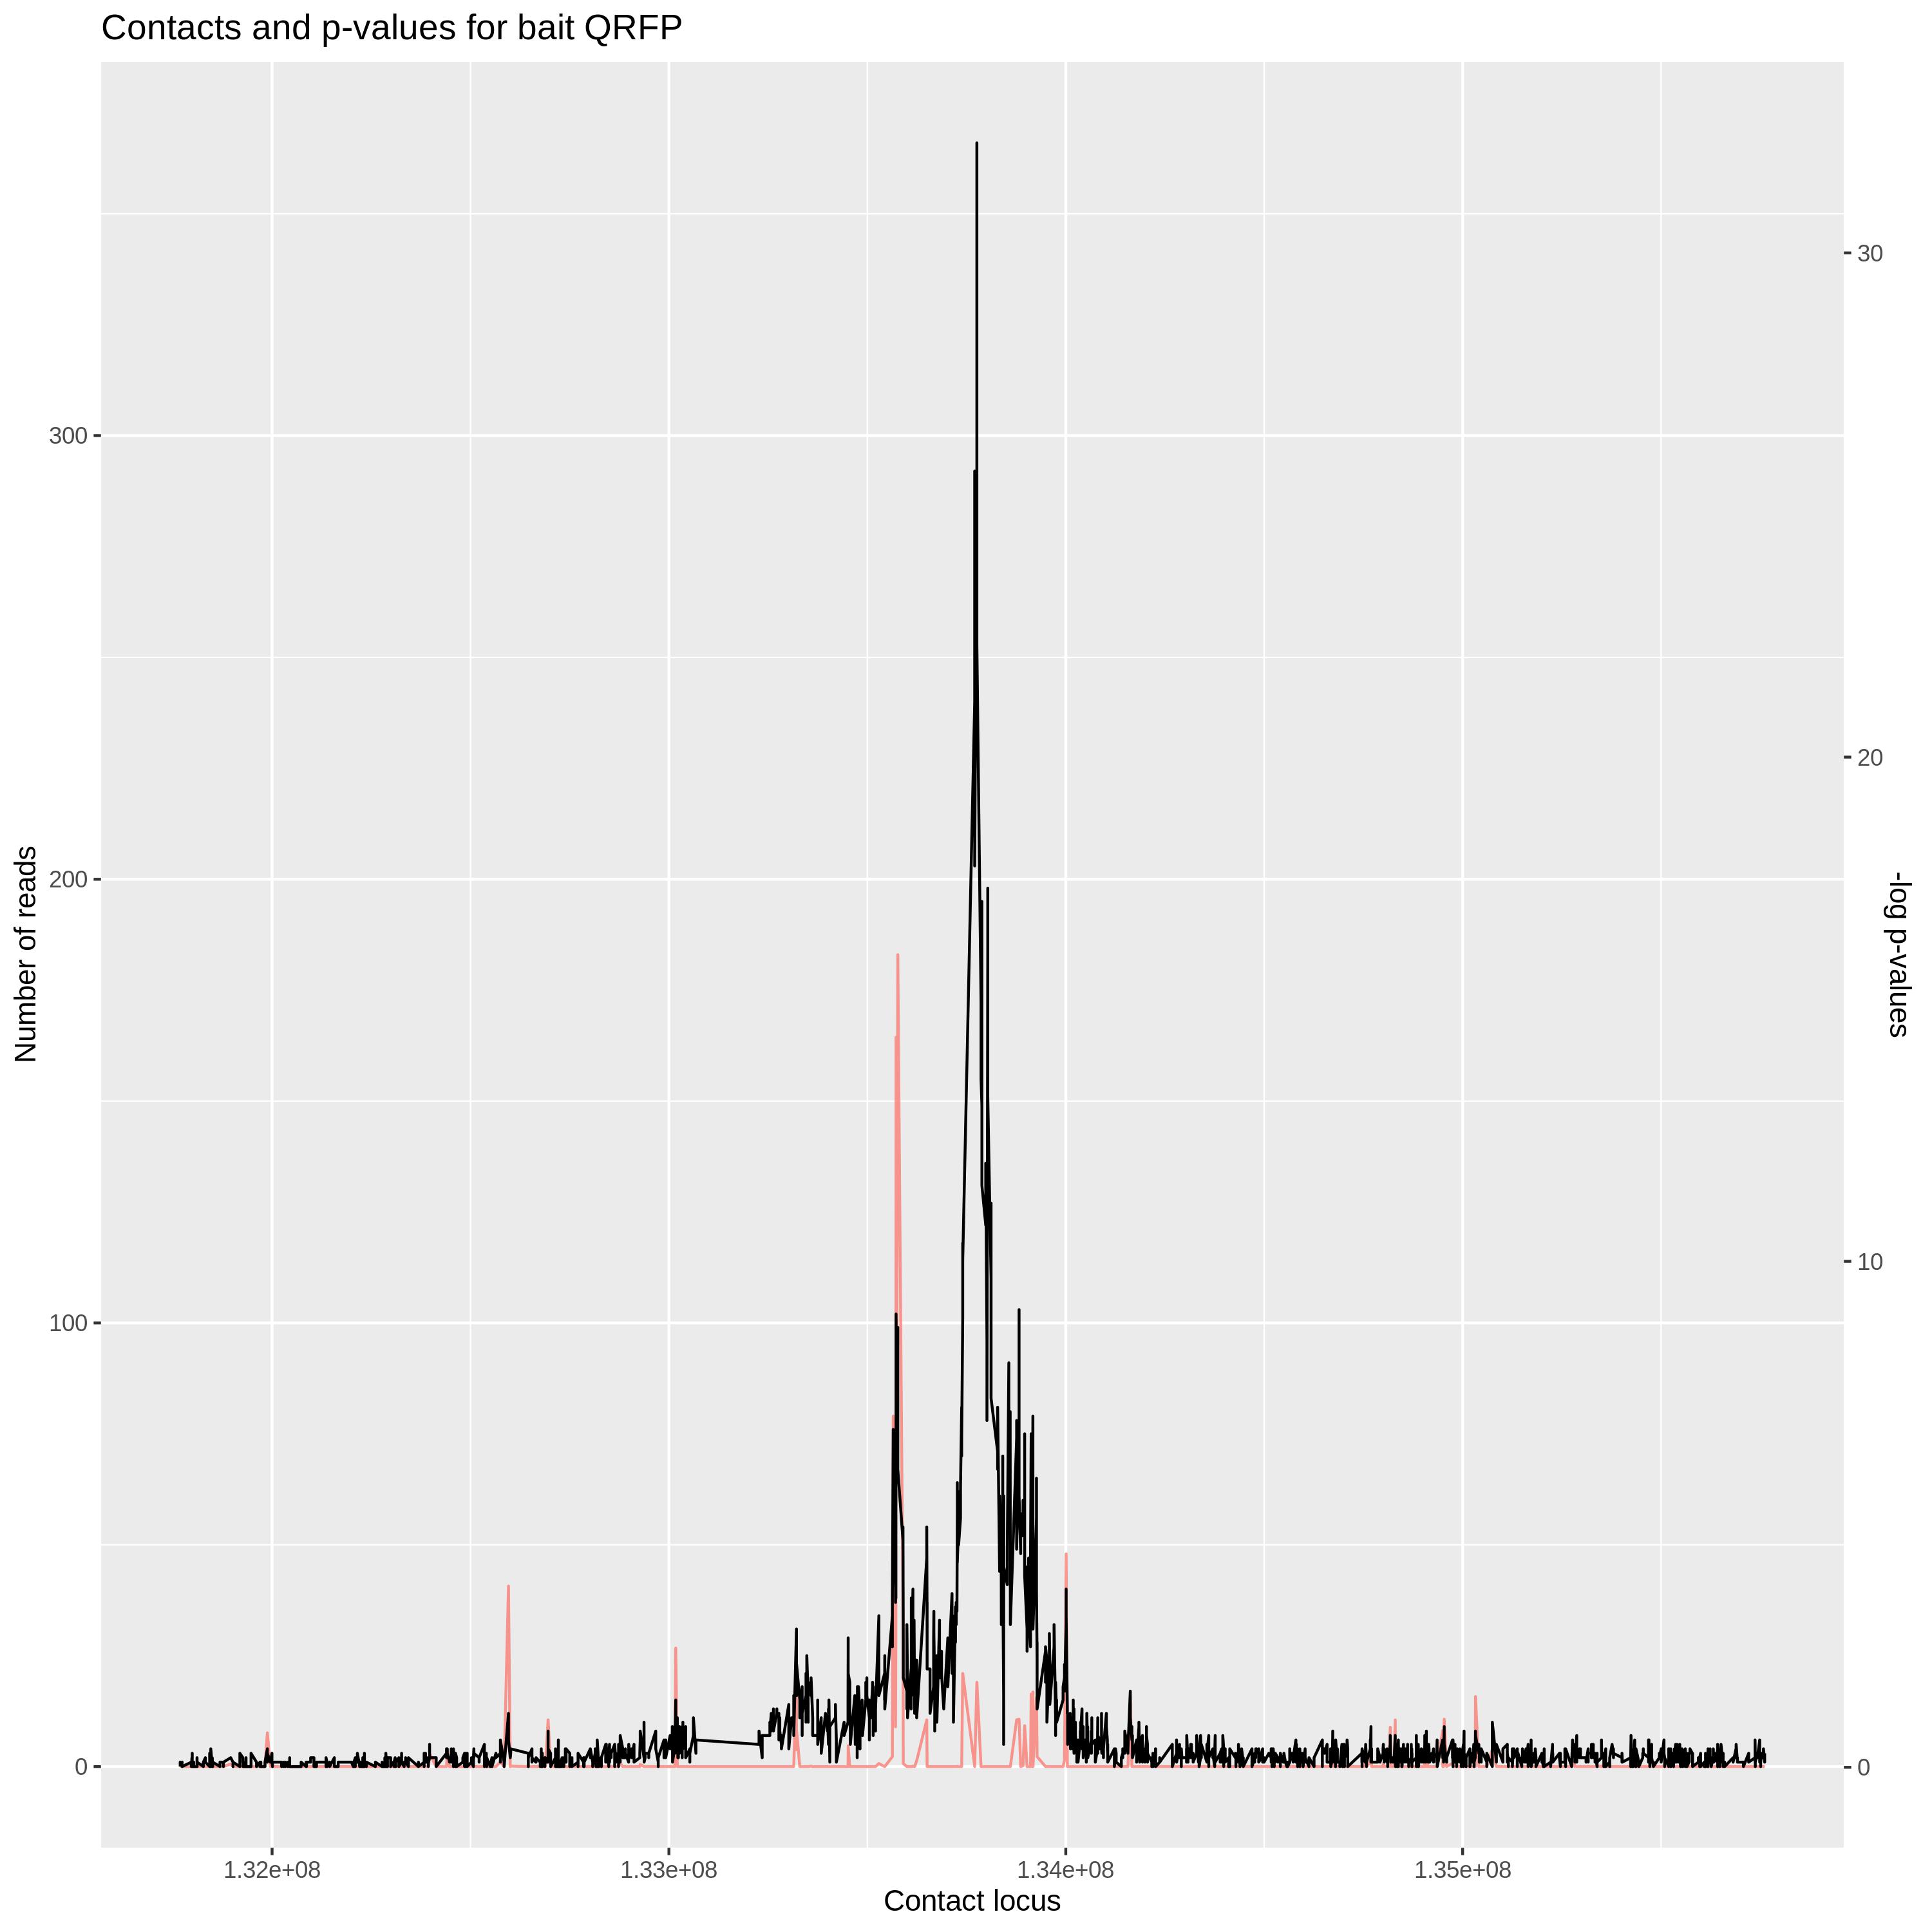 Contacts and p-values for bait QRFP
300
200
100
0
Number of reads
30
20
10
0
-log p-values
1.32e+08
1.33e+08
1.34e+08
1.35e+08
Contact locus